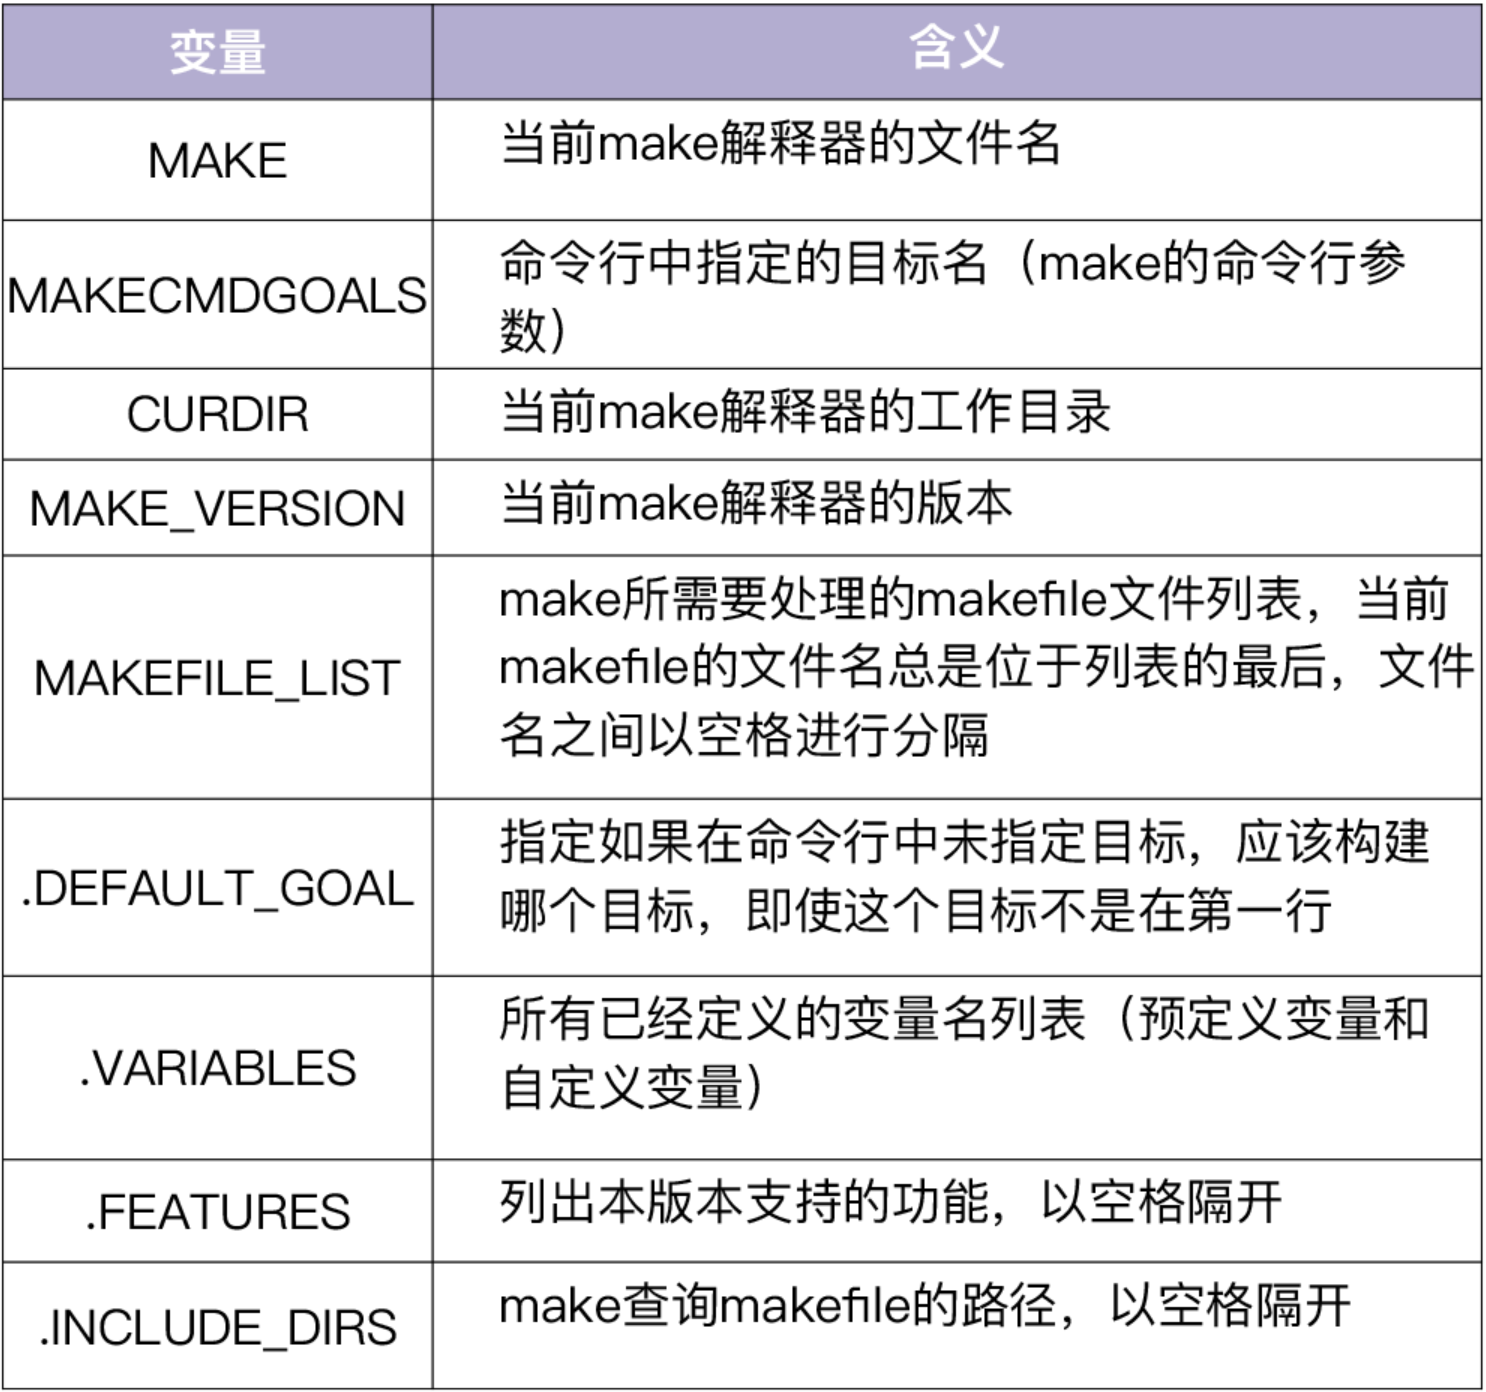 变量
含义
MAKE
当前make解释器的文件名
MAKECMDGOALS
命令行中指定的目标名（make的命令行参
数）
CURDIR
当前make解释器的工作目录
MAKE_VERSION
当前make解释器的版本
MAKEFILE_LIST
make所需要处理的makefile文件列表，当前
makefile的文件名总是位于列表的最后，文件
名之间以空格进行分隔
.DEFAULT_GOAL
指定如果在命令行中未指定目标，应该构建
哪个目标，即使这个目标不是在第一行
.VARIABLES
所有已经定义的变量名列表（预定义变量和
自定义变量）
.FEATURES
列出本版本支持的功能，以空格隔开
.INCLUDE_DIRS
make查询makefile的路径，以空格隔开